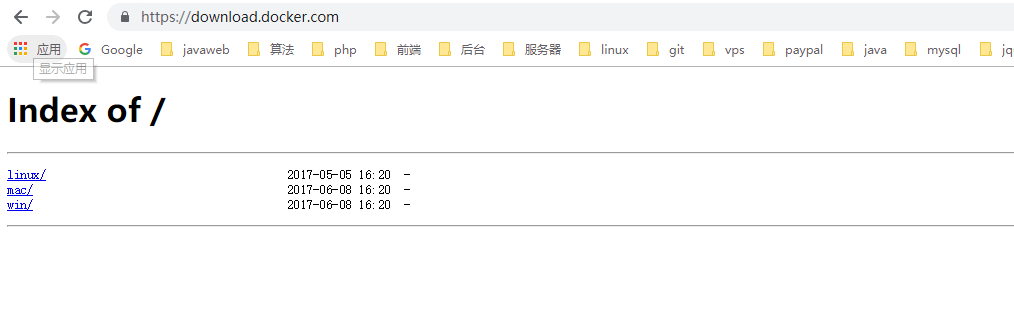 https://download.docker.com
应用 Google javaweb 算法 php 前端 后台 服务器 linux git vps paypal java mysql jq
显示应用
Index of /
linux/ 2017-05-05 16:20 -
mac/ 2017-06-08 16:20 -
win/ 2017-06-08 16:20 -